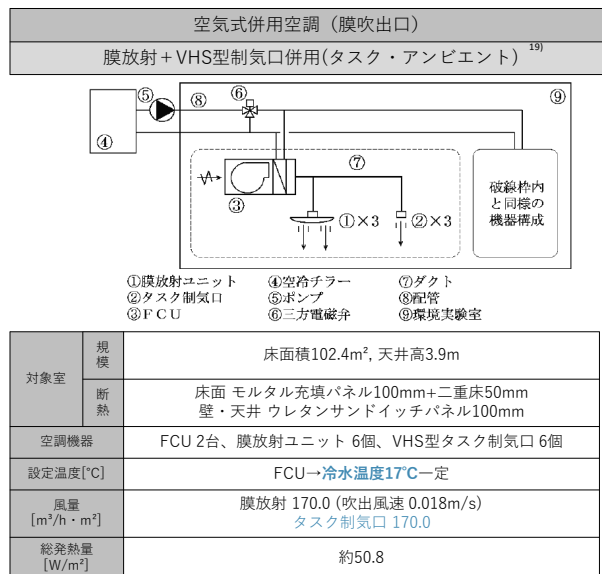 空気式併用空調（膜吹出口）
膜放射＋VHS型制気口併用(タスク・アンビエント) 19)
⑤
⑧
⑥
⑨
④
⑦
③
①×3
②×3
破線枠内
と同様の
機器構成
①膜放射ユニット ④空冷チラー ⑦ダクト
②タスク制気口 ⑤ポンプ ⑧配管
③ＦＣＵ ⑥三方電磁弁 ⑨環境実験室
対象室
規模
床面積102.4m², 天井高3.9m
断熱
床面 モルタル充填パネル100mm+二重床50mm
壁・天井 ウレタンサンドイッチパネル100mm
空調機器
FCU 2台、膜放射ユニット 6個、VHS型タスク制気口 6個
設定温度[℃]
FCU→冷水温度17℃一定
風量
[m³/h・m²]
膜放射 170.0 (吹出風速 0.018m/s)
タスク制気口 170.0
総発熱量
[W/m²]
約50.8